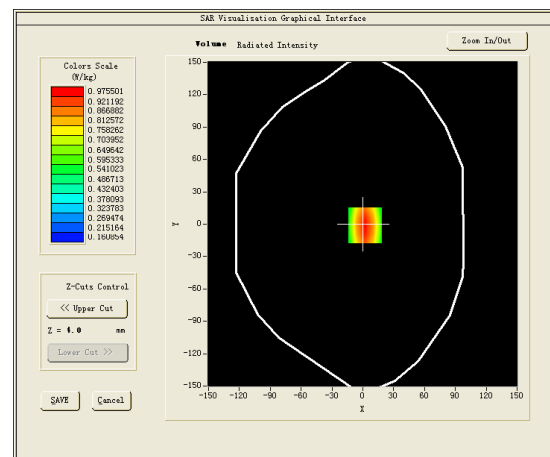 SAR Visualisation Graphical Interface
Volume Radiated Intensity
Zoom In/Out
Colors Scale
(W/kg)
0.975501
0.921192
0.866882
0.812572
0.758262
0.703952
0.649642
0.595333
0.541023
0.486713
0.432403
0.378093
0.323783
0.269474
0.215164
0.160854
Z-Cuts Control
<< Upper Cut
Z = 4.0 mm
Lower Cut >>
SAVE Cancel
150
120
90
60
30
0
-30
-60
-90
-120
-150
Y
-150 -120 -90 -60 -30 0 30 60 90 120 150
X